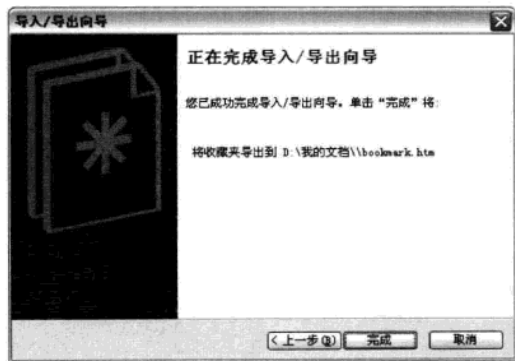 导入/导出向导
正在完成导入/导出向导
您已成功完成导入/导出向导。单击“完成”将:
将收藏夹导出到 D:\我的文档\\bookmark.htm
< 上一步(B)
完成
取消